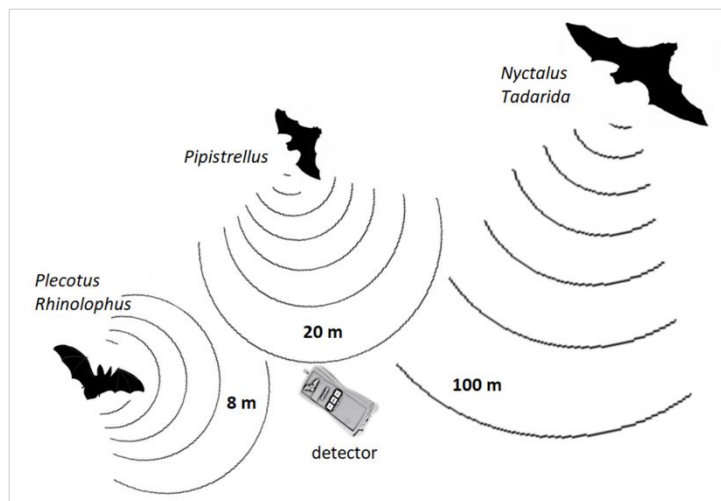 Nyctalus
Tadarida
Pipistrellus
Plecotus
Rhinolophus
20 m
8 m
100 m
detector